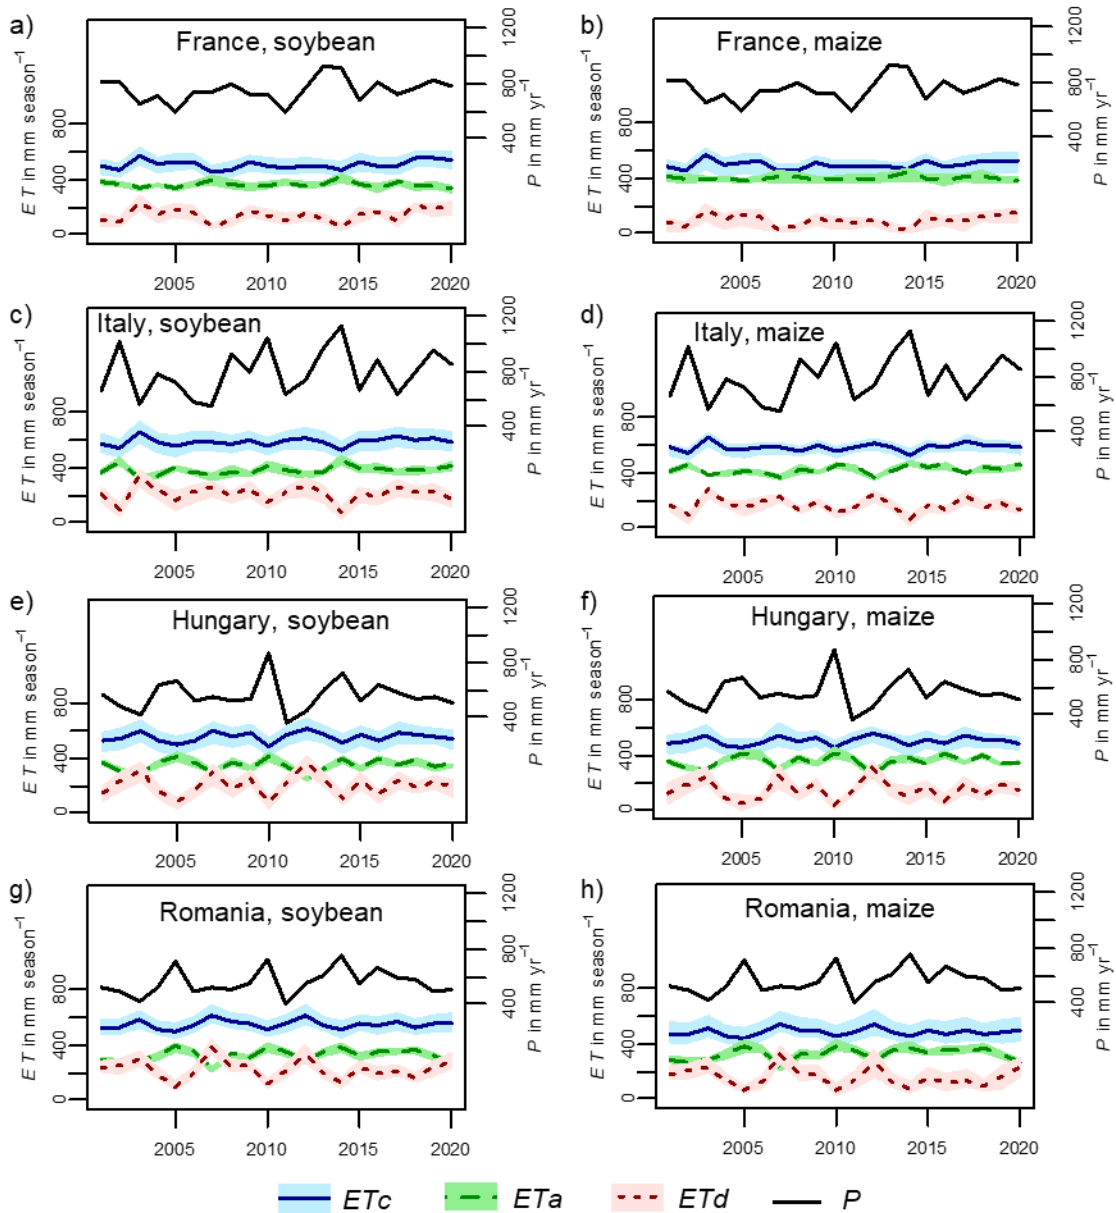 a)
France, soybean
ET in mm season⁻¹
0 400 800
P in mm yr⁻¹
400 800 1200
2005 2010 2015 2020
b)
France, maize
ET in mm season⁻¹
0 400 800
P in mm yr⁻¹
400 800 1200
2005 2010 2015 2020
c)
Italy, soybean
ET in mm season⁻¹
0 400 800
P in mm yr⁻¹
400 800 1200
2005 2010 2015 2020
d)
Italy, maize
ET in mm season⁻¹
0 400 800
P in mm yr⁻¹
400 800 1200
2005 2010 2015 2020
e)
Hungary, soybean
ET in mm season⁻¹
0 400 800
P in mm yr⁻¹
400 800 1200
2005 2010 2015 2020
f)
Hungary, maize
ET in mm season⁻¹
0 400 800
P in mm yr⁻¹
400 800 1200
2005 2010 2015 2020
g)
Romania, soybean
ET in mm season⁻¹
0 400 800
P in mm yr⁻¹
400 800 1200
2005 2010 2015 2020
h)
Romania, maize
ET in mm season⁻¹
0 400 800
P in mm yr⁻¹
400 800 1200
2005 2010 2015 2020
ETc ETa ETd P